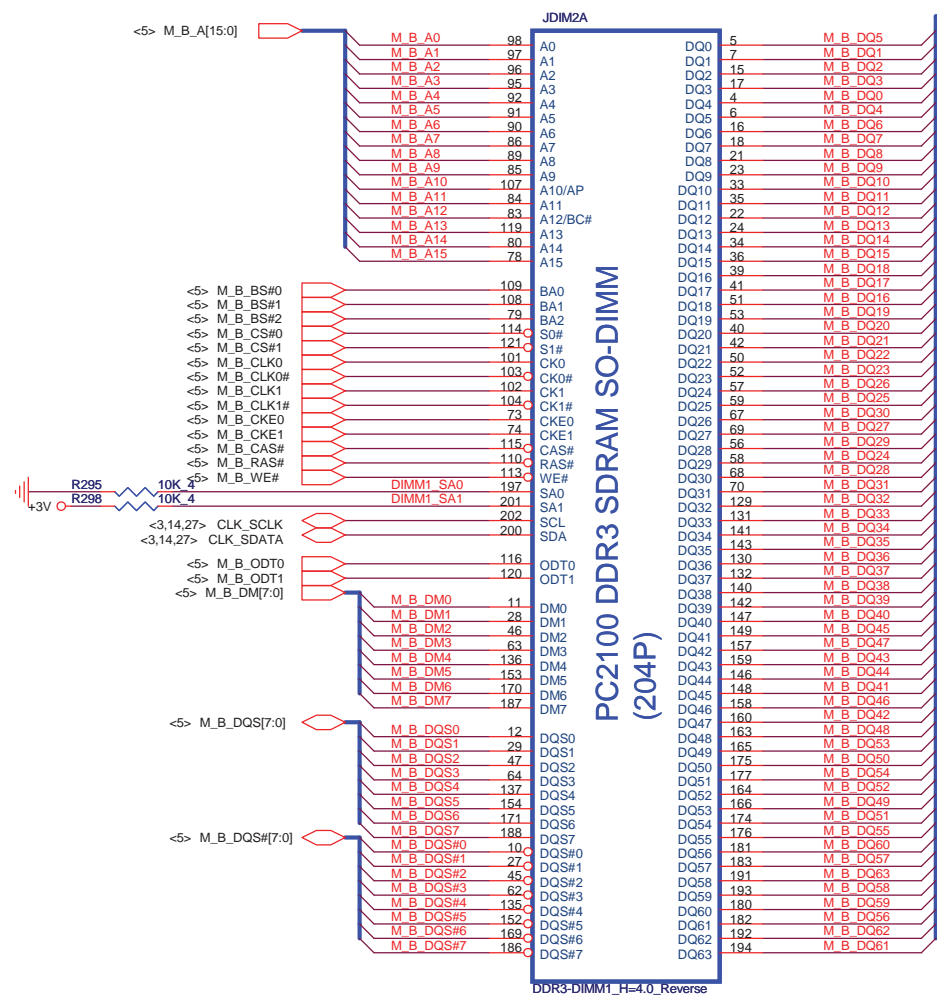 JDIM2A
<5> M_B_A[15:0]
M_B_A0 98 A0
M_B_A1 97 A1
M_B_A2 96 A2
M_B_A3 95 A3
M_B_A4 92 A4
M_B_A5 91 A5
M_B_A6 90 A6
M_B_A7 86 A7
M_B_A8 89 A8
M_B_A9 85 A9
M_B_A10 107 A10/AP
M_B_A11 84 A11
M_B_A12 83 A12/BC#
M_B_A13 119 A13
M_B_A14 80 A14
M_B_A15 78 A15
<5> M_B_BS#0 109 BA0
<5> M_B_BS#1 108 BA1
<5> M_B_BS#2 79 BA2
<5> M_B_CS#0 114 S0#
<5> M_B_CS#1 121 S1#
<5> M_B_CLK0 101 CK0
<5> M_B_CLK0# 103 CK0#
<5> M_B_CLK1 102 CK1
<5> M_B_CLK1# 104 CK1#
<5> M_B_CKE0 73 CKE0
<5> M_B_CKE1 74 CKE1
<5> M_B_CAS# 115 CAS#
<5> M_B_RAS# 110 RAS#
<5> M_B_WE# 113 WE#
R295 10K_4 DIMM1_SA0 197 SA0
+3V R298 10K_4 DIMM1_SA1 201 SA1
<3,14,27> CLK_SCLK 202 SCL
<3,14,27> CLK_SDATA 200 SDA
<5> M_B_ODT0 116 ODT0
<5> M_B_ODT1 120 ODT1
<5> M_B_DM[7:0]
M_B_DM0 11 DM0
M_B_DM1 28 DM1
M_B_DM2 46 DM2
M_B_DM3 63 DM3
M_B_DM4 136 DM4
M_B_DM5 153 DM5
M_B_DM6 170 DM6
M_B_DM7 187 DM7
<5> M_B_DQS[7:0]
M_B_DQS0 12 DQS0
M_B_DQS1 29 DQS1
M_B_DQS2 47 DQS2
M_B_DQS3 64 DQS3
M_B_DQS4 137 DQS4
M_B_DQS5 154 DQS5
M_B_DQS6 171 DQS6
M_B_DQS7 188 DQS7
<5> M_B_DQS#[7:0]
M_B_DQS#0 10 DQS#0
M_B_DQS#1 27 DQS#1
M_B_DQS#2 45 DQS#2
M_B_DQS#3 62 DQS#3
M_B_DQS#4 135 DQS#4
M_B_DQS#5 152 DQS#5
M_B_DQS#6 169 DQS#6
M_B_DQS#7 186 DQS#7
PC2100 DDR3 SDRAM SO-DIMM
(204P)
DQ0 5 M_B_DQ5
DQ1 7 M_B_DQ1
DQ2 15 M_B_DQ2
DQ3 17 M_B_DQ3
DQ4 4 M_B_DQ0
DQ5 6 M_B_DQ4
DQ6 16 M_B_DQ6
DQ7 18 M_B_DQ7
DQ8 21 M_B_DQ8
DQ9 23 M_B_DQ9
DQ10 33 M_B_DQ10
DQ11 35 M_B_DQ11
DQ12 22 M_B_DQ12
DQ13 24 M_B_DQ13
DQ14 34 M_B_DQ14
DQ15 36 M_B_DQ15
DQ16 39 M_B_DQ18
DQ17 41 M_B_DQ17
DQ18 51 M_B_DQ16
DQ19 53 M_B_DQ19
DQ20 40 M_B_DQ20
DQ21 42 M_B_DQ21
DQ22 50 M_B_DQ22
DQ23 52 M_B_DQ23
DQ24 57 M_B_DQ26
DQ25 59 M_B_DQ25
DQ26 67 M_B_DQ30
DQ27 69 M_B_DQ27
DQ28 56 M_B_DQ29
DQ29 58 M_B_DQ24
DQ30 68 M_B_DQ28
DQ31 70 M_B_DQ31
DQ32 129 M_B_DQ32
DQ33 131 M_B_DQ33
DQ34 141 M_B_DQ34
DQ35 143 M_B_DQ35
DQ36 130 M_B_DQ36
DQ37 132 M_B_DQ37
DQ38 140 M_B_DQ38
DQ39 142 M_B_DQ39
DQ40 147 M_B_DQ40
DQ41 149 M_B_DQ45
DQ42 157 M_B_DQ47
DQ43 159 M_B_DQ43
DQ44 146 M_B_DQ44
DQ45 148 M_B_DQ41
DQ46 158 M_B_DQ46
DQ47 160 M_B_DQ42
DQ48 163 M_B_DQ48
DQ49 165 M_B_DQ53
DQ50 175 M_B_DQ50
DQ51 177 M_B_DQ54
DQ52 164 M_B_DQ52
DQ53 166 M_B_DQ49
DQ54 174 M_B_DQ51
DQ55 176 M_B_DQ55
DQ56 181 M_B_DQ60
DQ57 183 M_B_DQ57
DQ58 191 M_B_DQ63
DQ59 193 M_B_DQ58
DQ60 180 M_B_DQ59
DQ61 182 M_B_DQ56
DQ62 192 M_B_DQ62
DQ63 194 M_B_DQ61
DDR3-DIMM1_H=4.0_Reverse